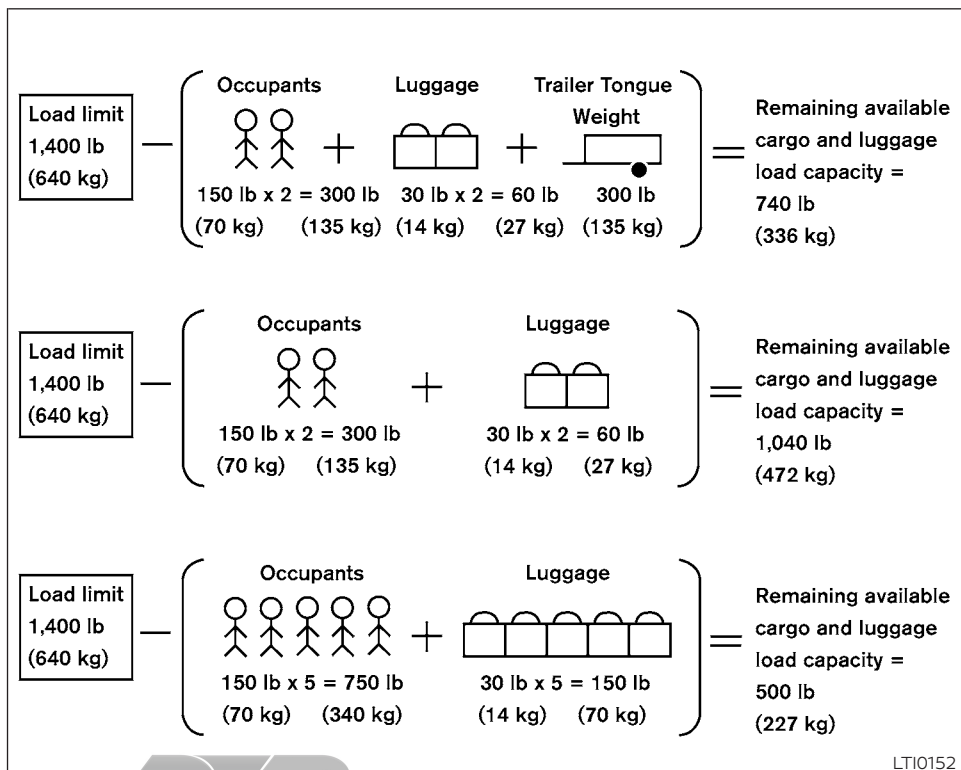 Occupants Luggage Trailer Tongue
Weight
Load limit
1,400 lb
(640 kg)
150 lb x 2 = 300 lb 30 lb x 2 = 60 lb 300 lb
(70 kg) (135 kg) (14 kg) (27 kg) (135 kg)
Remaining available
cargo and luggage
load capacity =
740 lb
(336 kg)
Occupants Luggage
Load limit
1,400 lb
(640 kg)
150 lb x 2 = 300 lb 30 lb x 2 = 60 lb
(70 kg) (135 kg) (14 kg) (27 kg)
Remaining available
cargo and luggage
load capacity =
1,040 lb
(472 kg)
Occupants Luggage
Load limit
1,400 lb
(640 kg)
150 lb x 5 = 750 lb 30 lb x 5 = 150 lb
(70 kg) (340 kg) (14 kg) (70 kg)
Remaining available
cargo and luggage
load capacity =
500 lb
(227 kg)
LTI0152